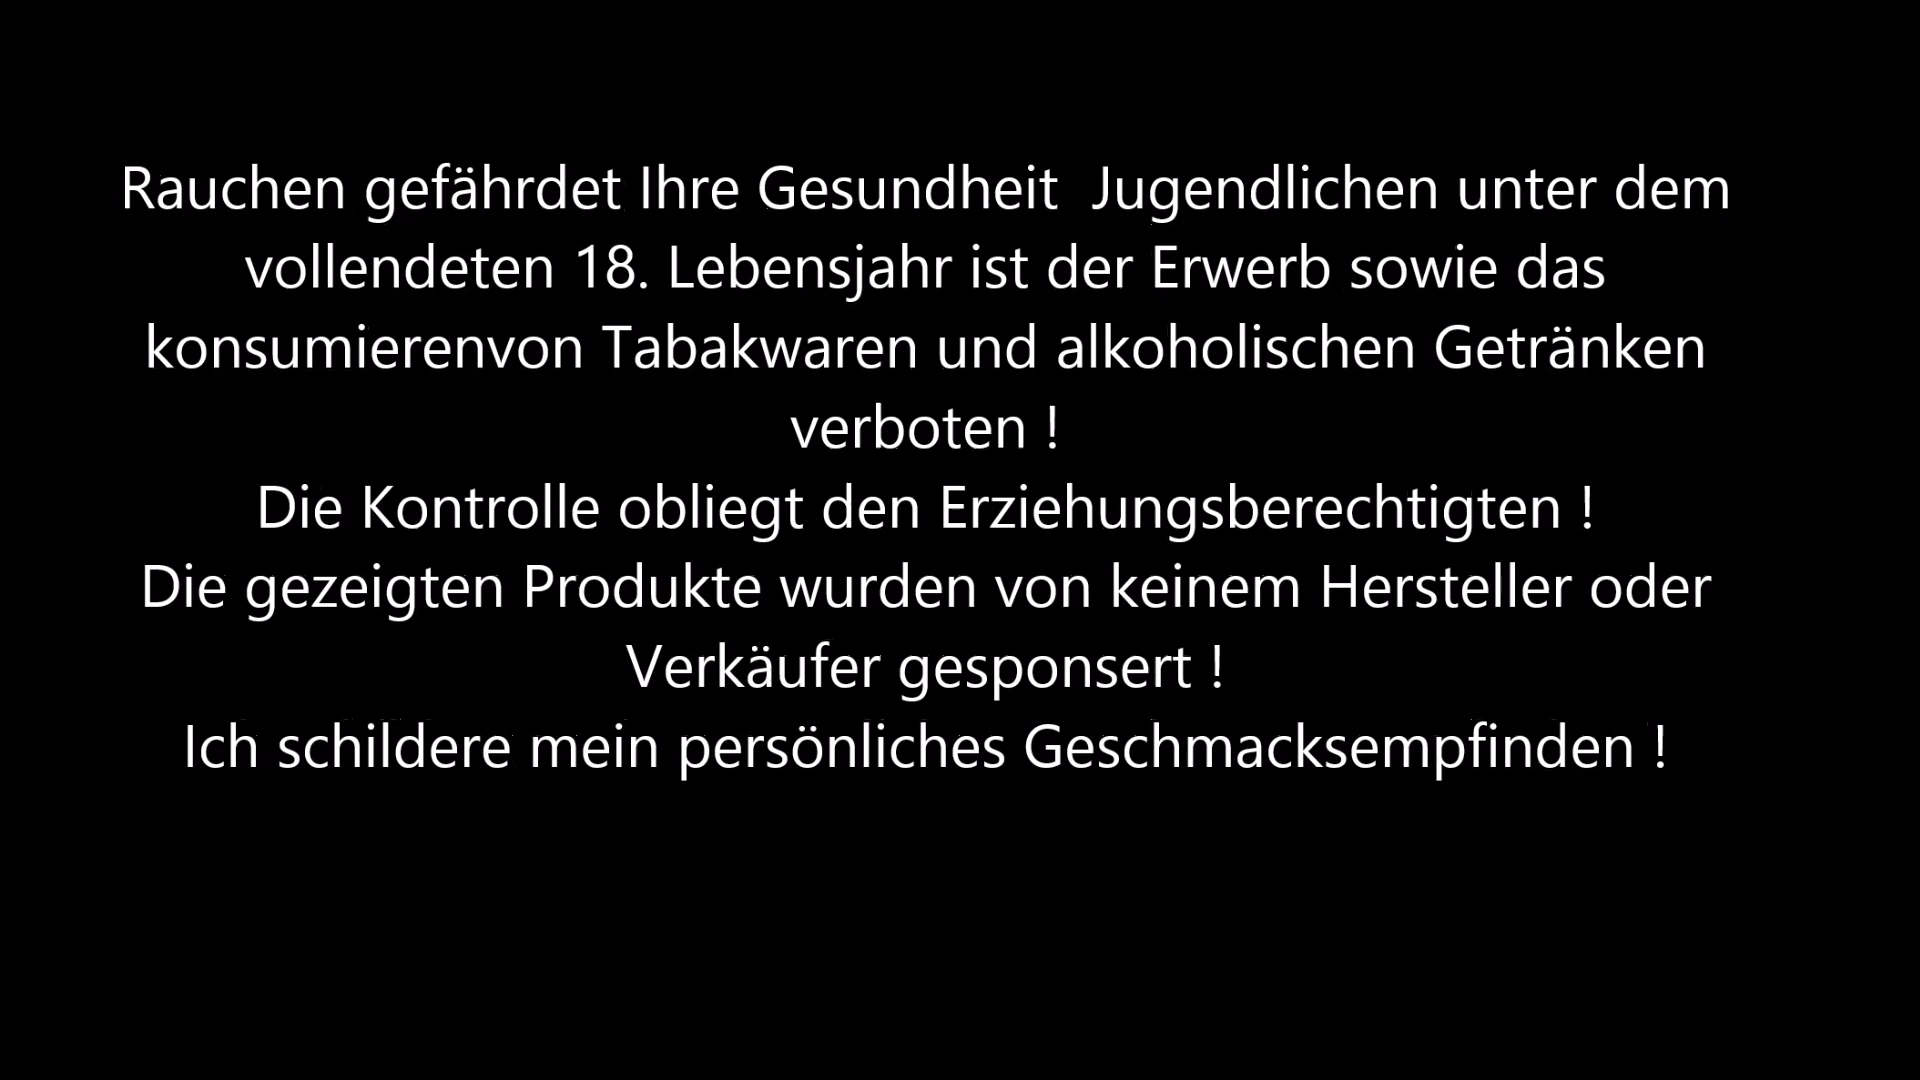 Rauchen gefährdet Ihre Gesundheit  Jugendlichen unter dem
vollendeten 18. Lebensjahr ist der Erwerb sowie das
konsumierenvon Tabakwaren und alkoholischen Getränken
verboten !
Die Kontrolle obliegt den Erziehungsberechtigten !
Die gezeigten Produkte wurden von keinem Hersteller oder
Verkäufer gesponsert !
Ich schildere mein persönliches Geschmacksempfinden !